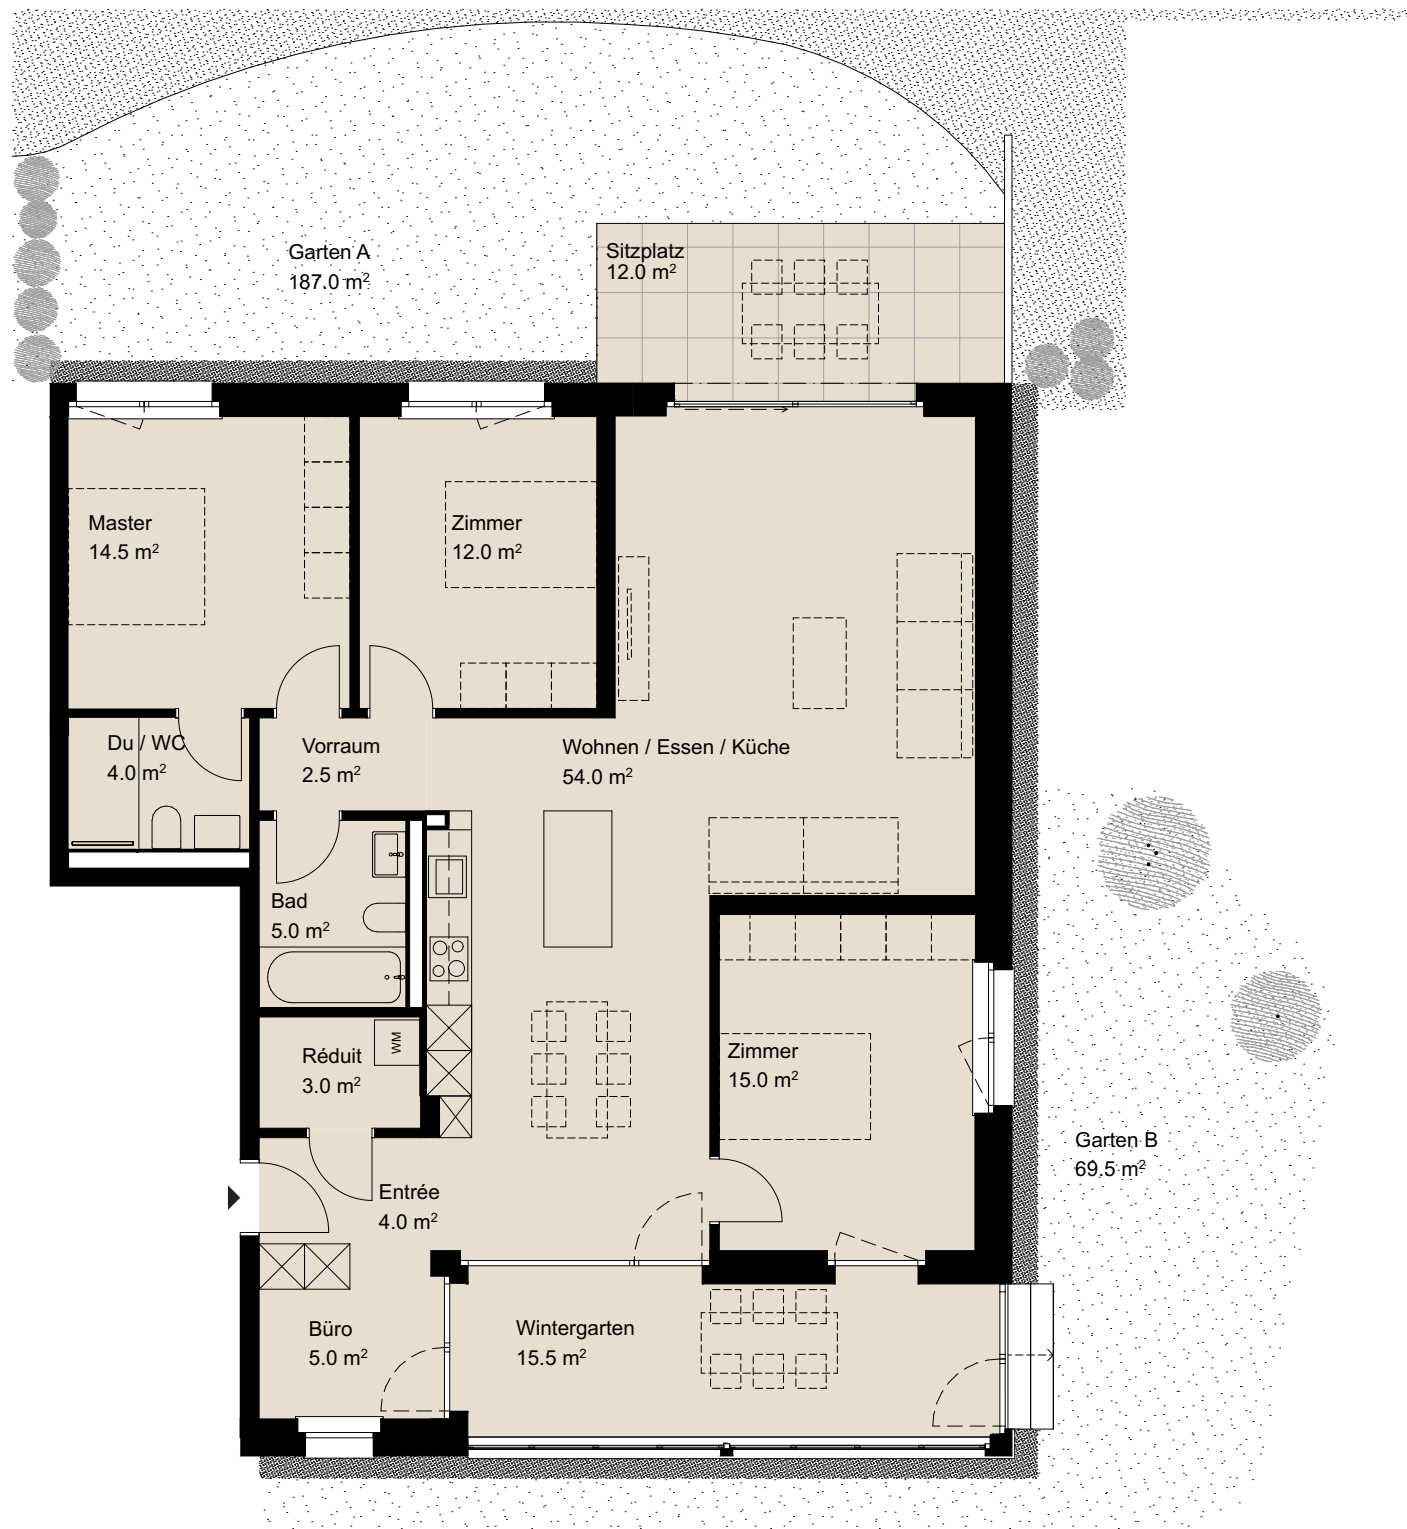 Garten A
187.0 m²
Sitzplatz
12.0 m²
Master
14.5 m²
Zimmer
12.0 m²
Du / WC
4.0 m²
Vorraum
2.5 m²
Wohnen / Essen / Küche
54.0 m²
Bad
5.0 m²
Réduit
3.0 m²
WM
Zimmer
15.0 m²
Garten B
69.5 m²
Entrée
4.0 m²
Büro
5.0 m²
Wintergarten
15.5 m²